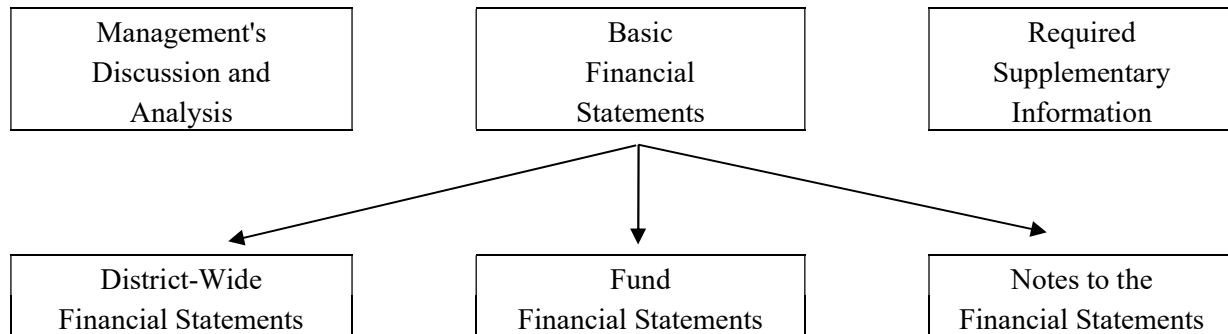 Management's
Discussion and
Analysis
Basic
Financial
Statements
Required
Supplementary
Information
District-Wide
Financial Statements
Fund
Financial Statements
Notes to the
Financial Statements